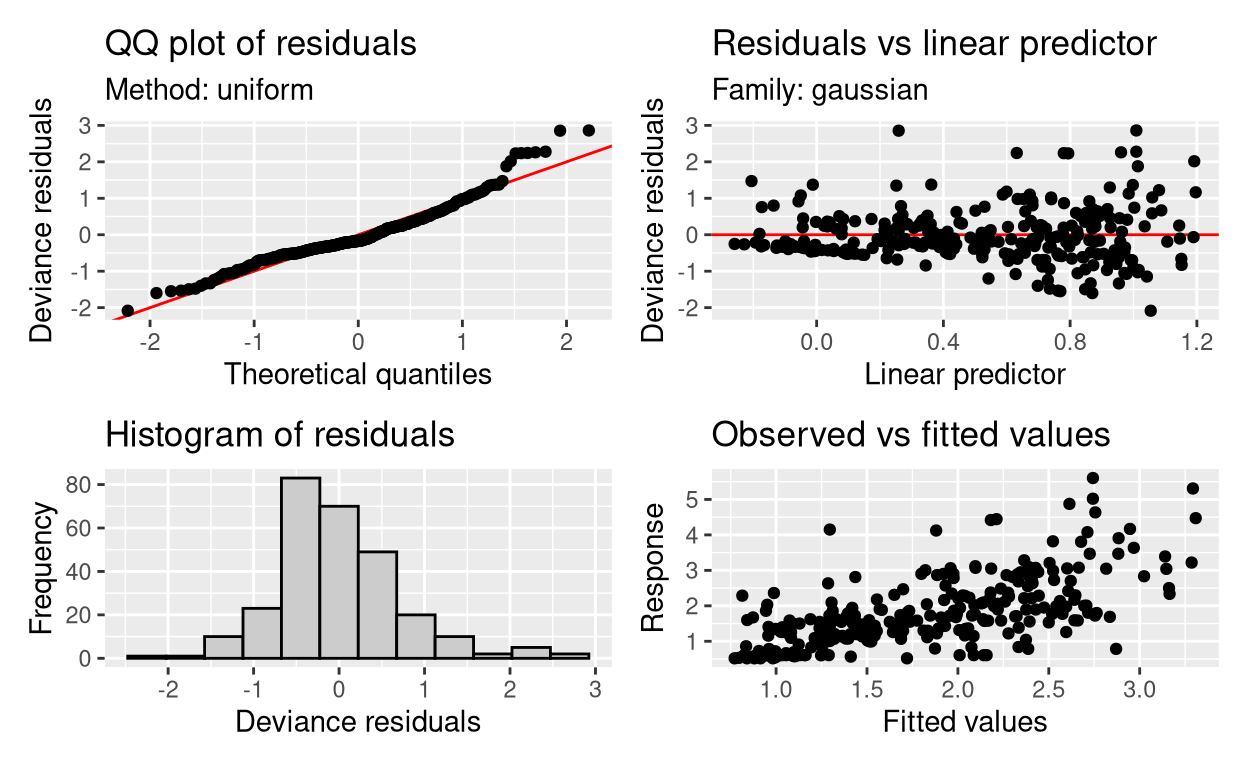 QQ plot of residuals
Method: uniform
Deviance residuals
3
2
1
0
-1
-2
-2 -1 0 1 2
Theoretical quantiles
Residuals vs linear predictor
Family: gaussian
Deviance residuals
3
2
1
0
-1
-2
0.0 0.4 0.8 1.2
Linear predictor
Histogram of residuals
Frequency
80
60
40
20
0
-2 -1 0 1 2 3
Deviance residuals
Observed vs fitted values
Response
5
4
3
2
1
1.0 1.5 2.0 2.5 3.0
Fitted values